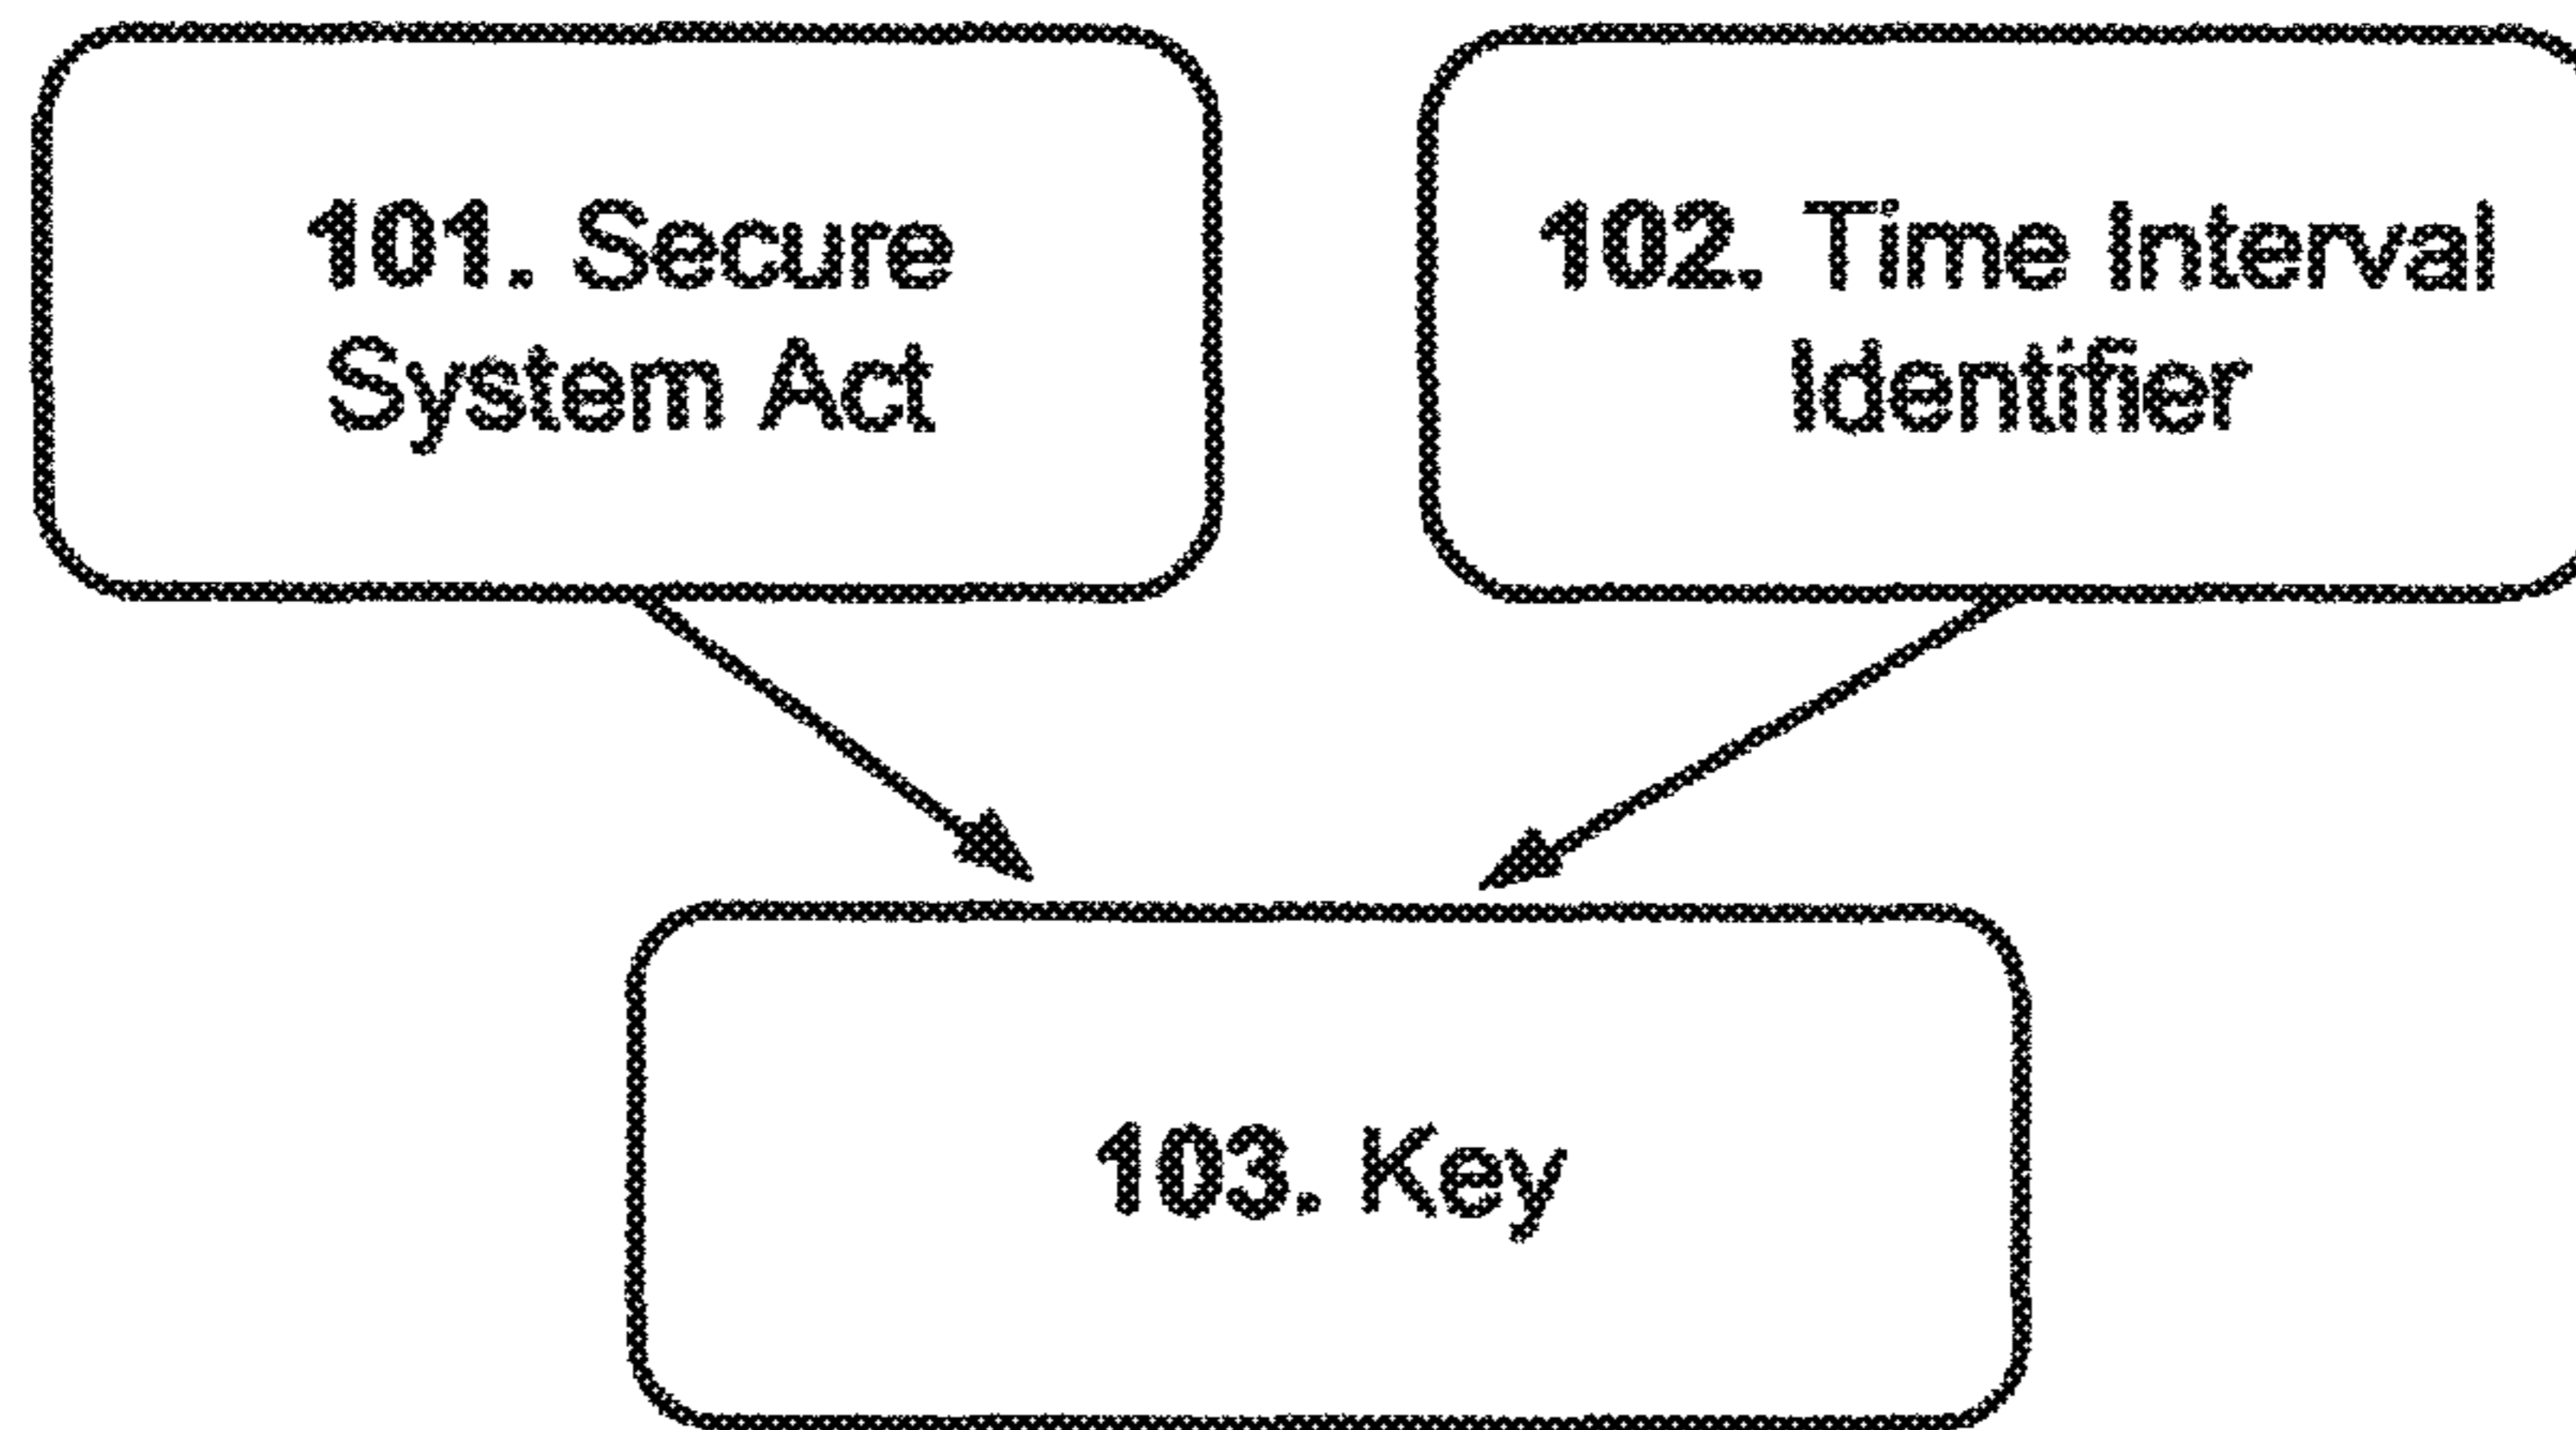 101. Secure
System Act
102. Time Interval
Identifier
103. Key